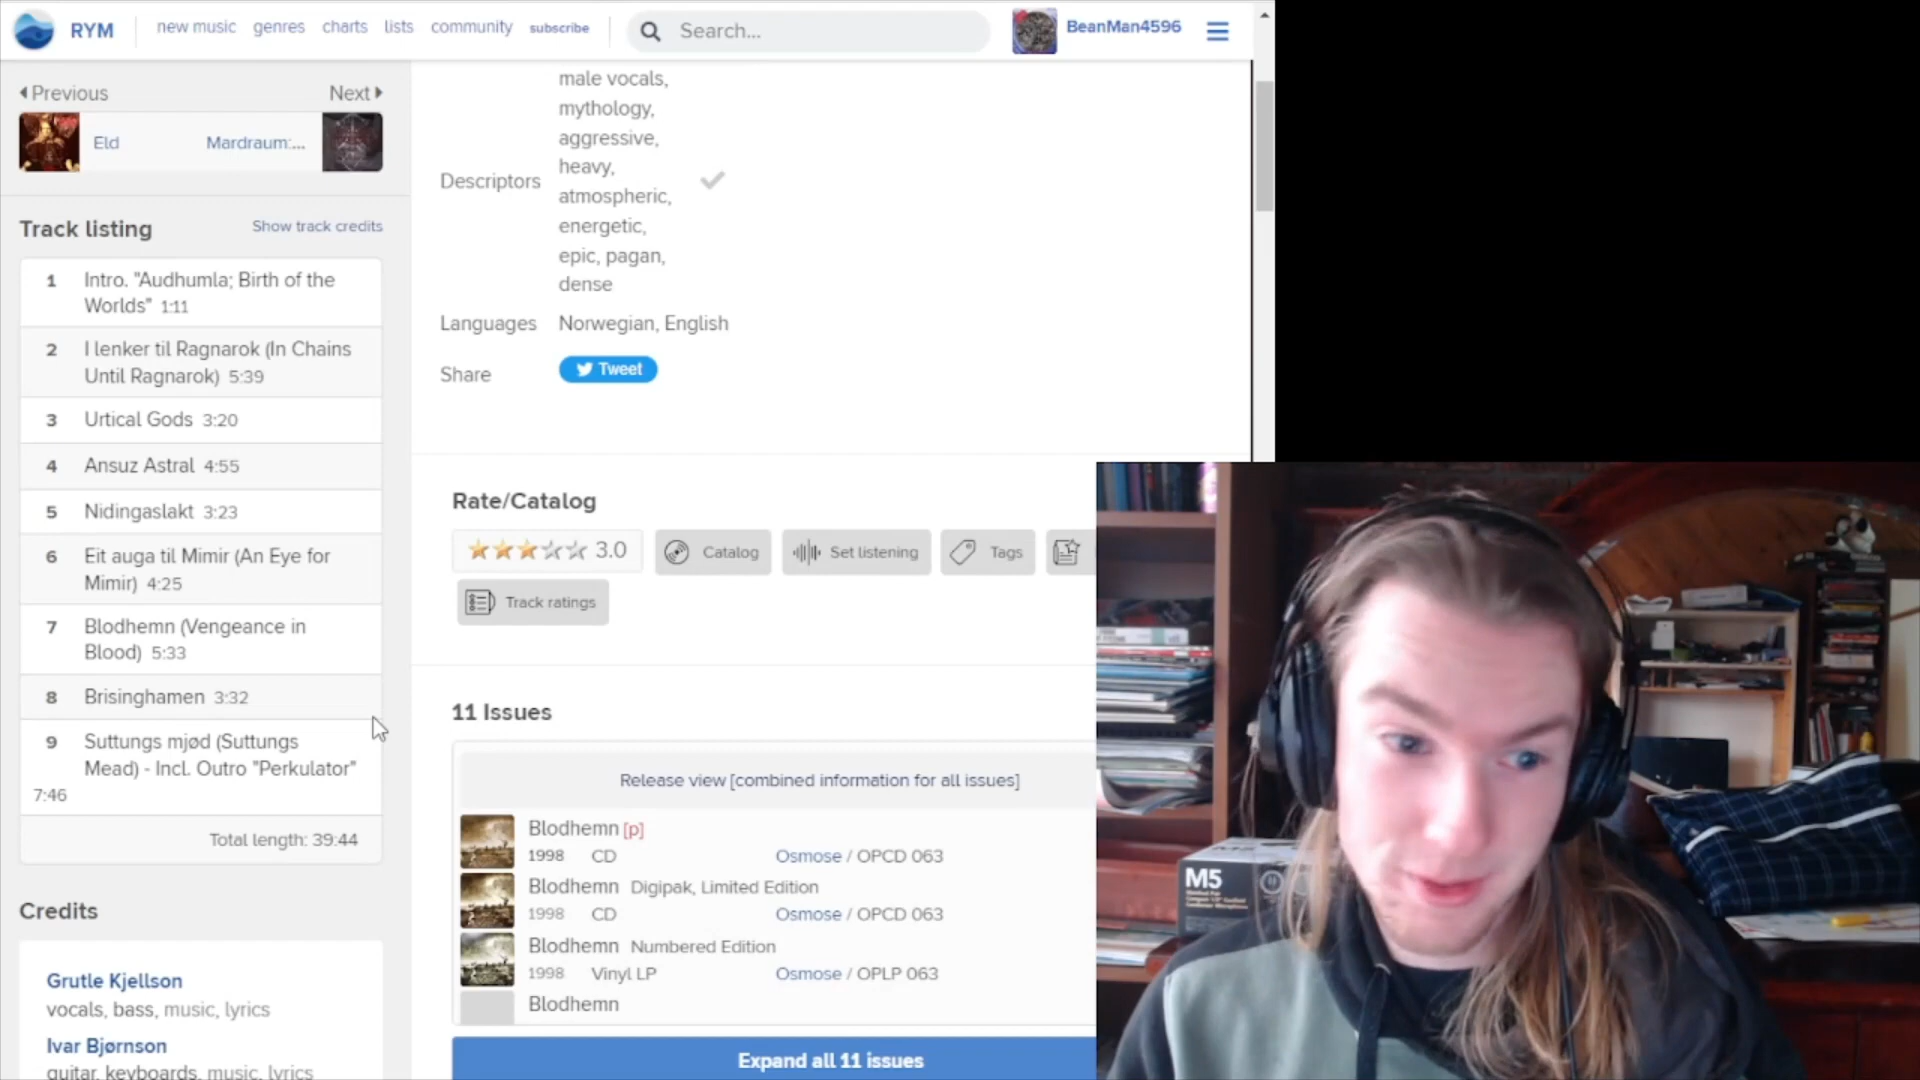 RYM
new music genres charts lists community subscribe
Search...
BeanMan4596
Previous Next
Eld Mardraum:...
Track listing Show track credits
1 Intro. "Audhumla; Birth of the
Worlds" 1:11
2 I lenker til Ragnarok (In Chains
Until Ragnarok) 5:39
3 Urtical Gods 3:20
4 Ansuz Astral 4:55
5 Nidingaslakt 3:23
6 Eit auga til Mimir (An Eye for
Mimir) 4:25
7 Blodhemn (Vengeance in
Blood) 5:33
8 Brisinghamen 3:32
9 Suttungs mjød (Suttungs
Mead) - Incl. Outro "Perkulator"
7:46
Total length: 39:44
Credits
Grutle Kjellson
vocals, bass, music, lyrics
Ivar Bjørnson
guitar, keyboards, music, lyrics
male vocals,
mythology,
aggressive,
heavy,
Descriptors atmospheric,
energetic,
epic, pagan,
dense
Languages Norwegian, English
Share Tweet
Rate/Catalog
3.0 Catalog Set listening Tags
Track ratings
11 Issues
Release view [combined information for all issues]
Blodhemn [p]
1998 CD Osmose / OPCD 063
Blodhemn Digipak, Limited Edition
1998 CD Osmose / OPCD 063
Blodhemn Numbered Edition
1998 Vinyl LP Osmose / OPLP 063
Blodhemn
Expand all 11 issues
M5